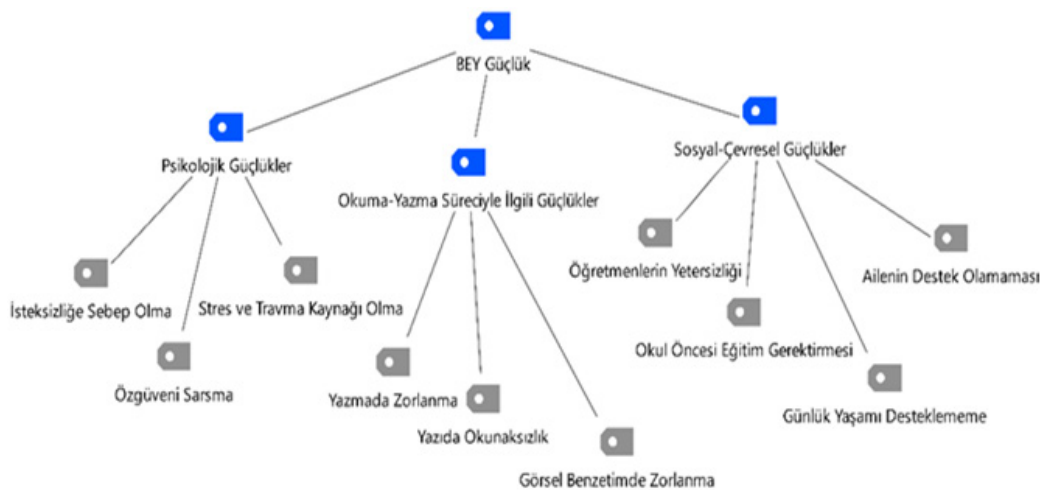 BEY Güçlük
Psikolojik Güçlükler
Okuma-Yazma Süreciyle İlgili Güçlükler
Sosyal-Çevresel Güçlükler
İsteksizliğe Sebep Olma
Stres ve Travma Kaynağı Olma
Özgüveni Sarsma
Yazmada Zorlanma
Yazıda Okunaksızlık
Görsel Benzetimde Zorlanma
Öğretmenlerin Yetersizliği
Ailenin Destek Olamaması
Okul Öncesi Eğitim Gerektirmesi
Günlük Yaşamı Desteklememe